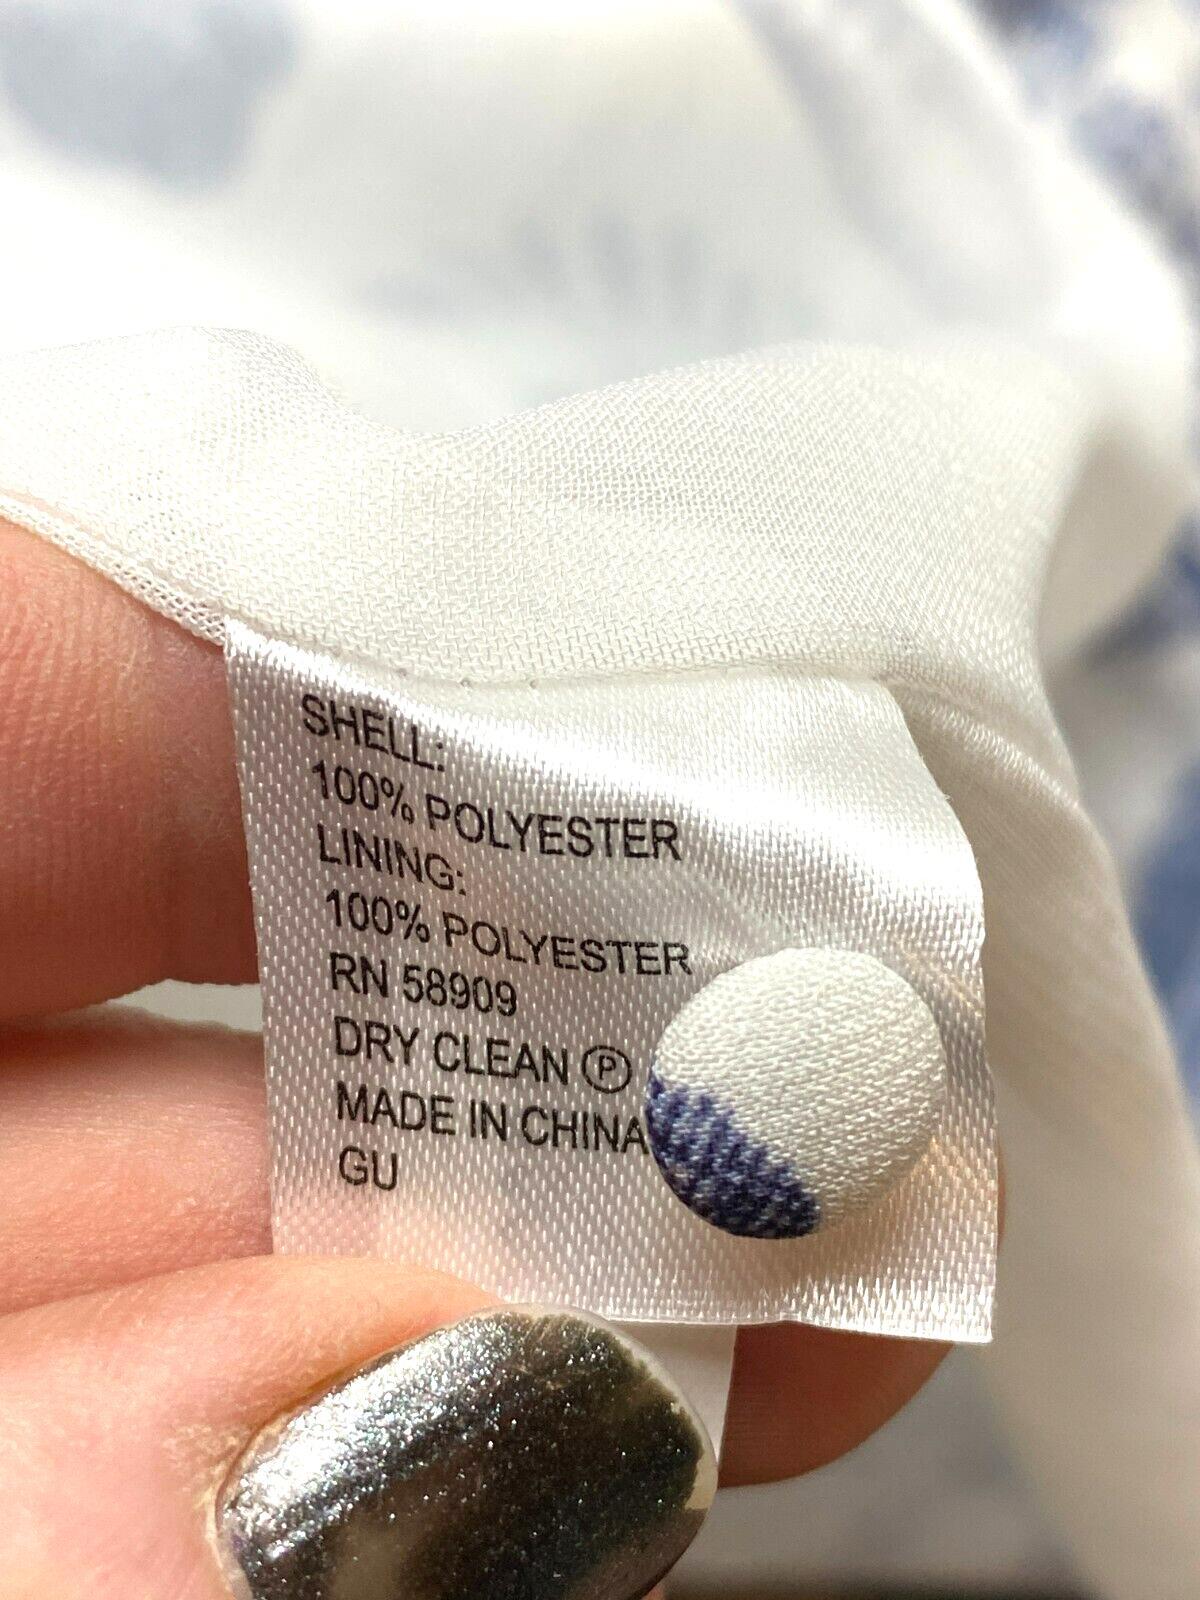 SHELL:
100% POLYESTER
LINING:
100% POLYESTER
RN 58909
DRY CLEAN Ⓟ
MADE IN CHINA
GU